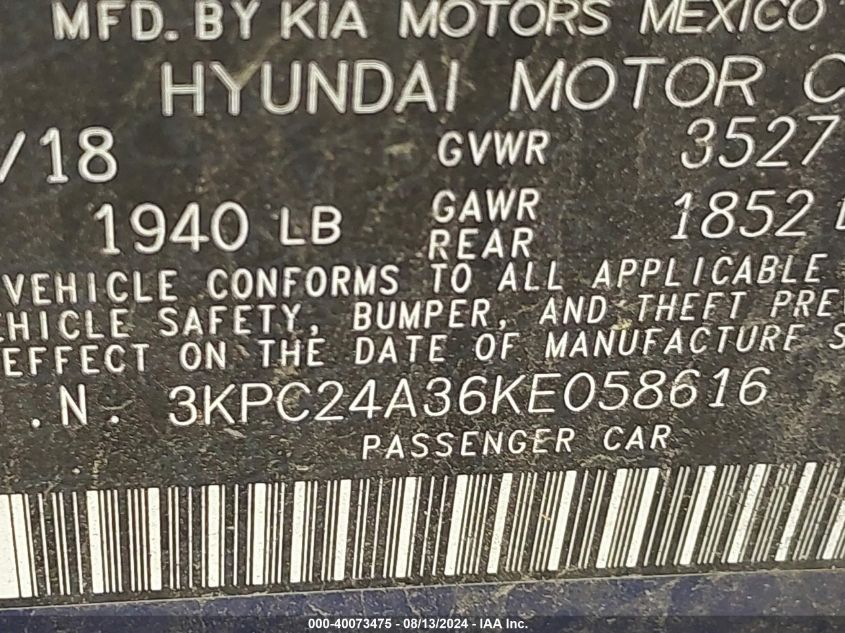 MFD. BY KIA MOTORS MEXICO
HYUNDAI MOTOR C
/18 GVWR 3527
1940 LB GAWR REAR 1852
VEHICLE CONFORMS TO ALL APPLICABLE
HICLE SAFETY, BUMPER, AND THEFT PRE
EFFECT ON THE DATE OF MANUFACTURE S
.N. 3KPC24A36KE058616
PASSENGER CAR
000-40073475 - 08/13/2024 - IAA Inc.